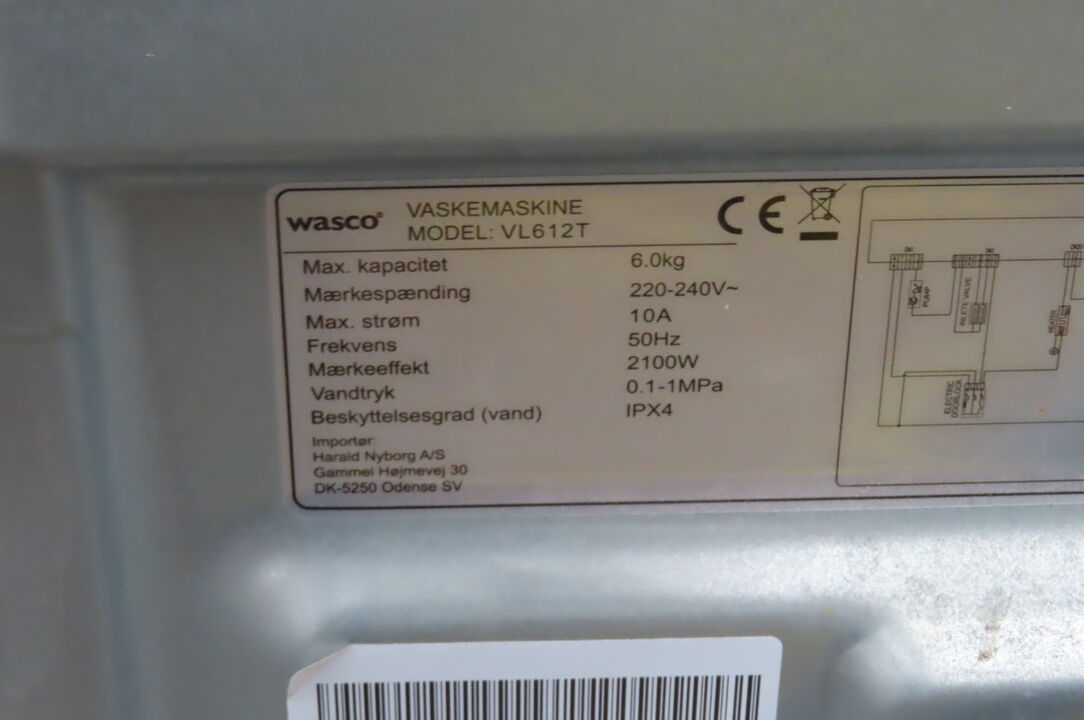 wasco
VASKEMASKINE
MODEL: VL612T
Max. kapacitet 6.0kg
Mærkespænding 220-240V~
Max. strøm 10A
Frekvens 50Hz
Mærkeeffekt 2100W
Vandtryk 0.1-1MPa
Beskyttelsesgrad (vand) IPX4
Importør:
Harald Nyborg A/S
Gammel Højmevej 30
DK-5250 Odense SV
CE
PUMP
INLETE VALVE
HEATER
ELECTRIC
DOORLOCK